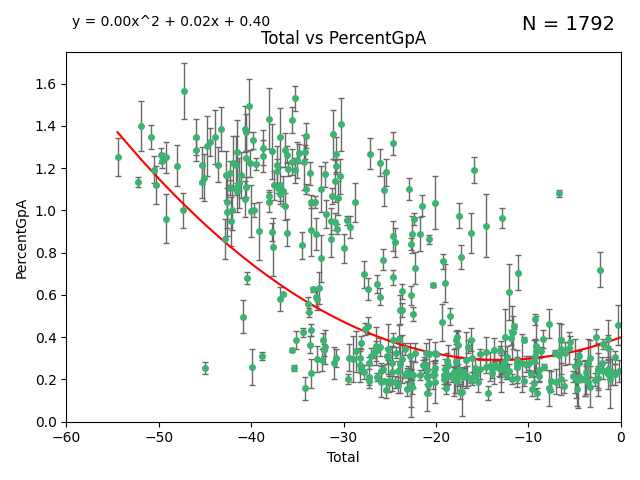 y = 0.00x^2 + 0.02x + 0.40
N = 1792
Total vs PercentGpA
PercentGpA
1.6
1.4
1.2
1.0
0.8
0.6
0.4
0.2
0.0
−60 −50 −40 −30 −20 −10 0
Total